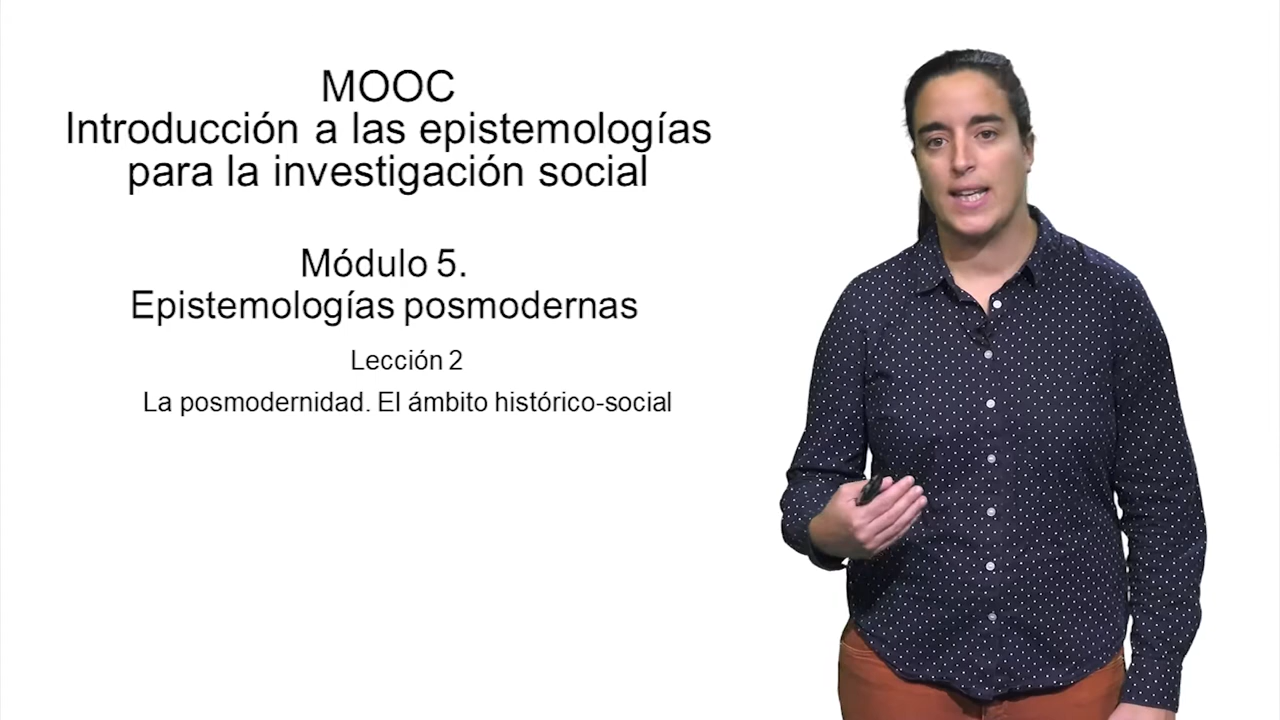 MOOC
Introducción a las epistemologías
para la investigación social
Módulo 5.
Epistemologías posmodernas
Lección 2
La posmodernidad. El ámbito histórico-social